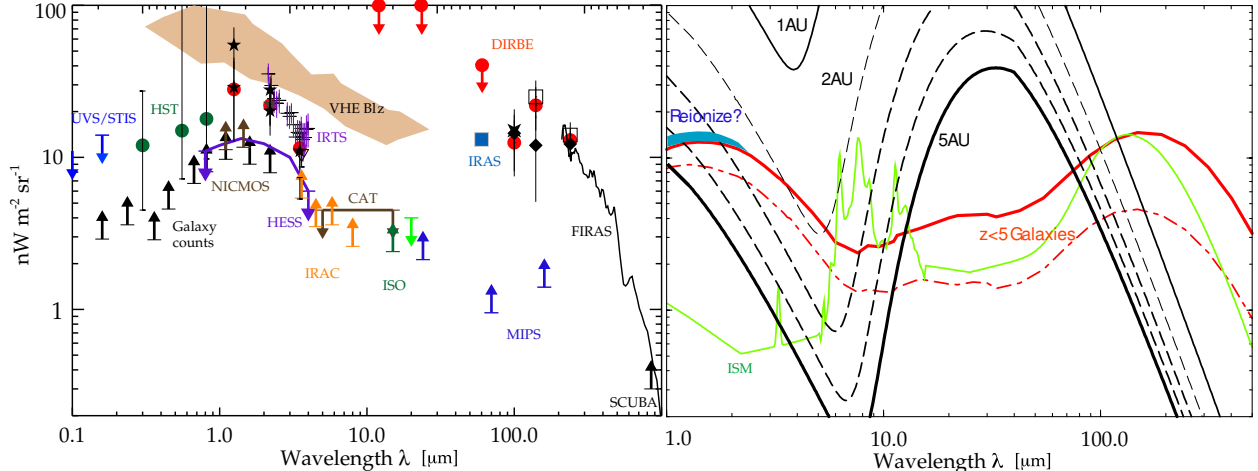 100
10
1
nW m⁻² sr⁻¹
UVS/STIS
HST
VHE Blz
IRTS
DIRBE
IRAS
NICMOS
CAT
HESS
Galaxy
counts
IRAC
ISO
MIPS
FIRAS
SCUBA
0.1
1.0
10.0
100.0
Wavelength λ [μm]
1AU
2AU
5AU
Reionize?
z<5 Galaxies
ISM
1.0
10.0
100.0
Wavelength λ [μm]